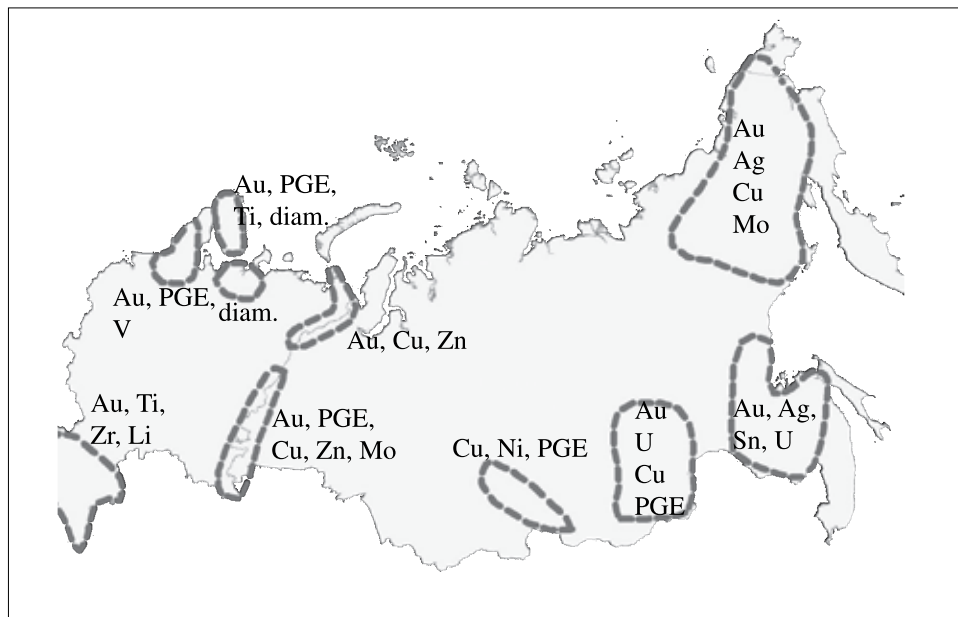 Au
Ag
Cu
Mo
Au, PGE,
Ti, diam.
Au, PGE,
V
diam.
Au, Cu, Zn
Au, Ti,
Zr, Li
Au, PGE,
Cu, Zn, Mo
Cu, Ni, PGE
Au
U
Cu
PGE
Au, Ag,
Sn, U